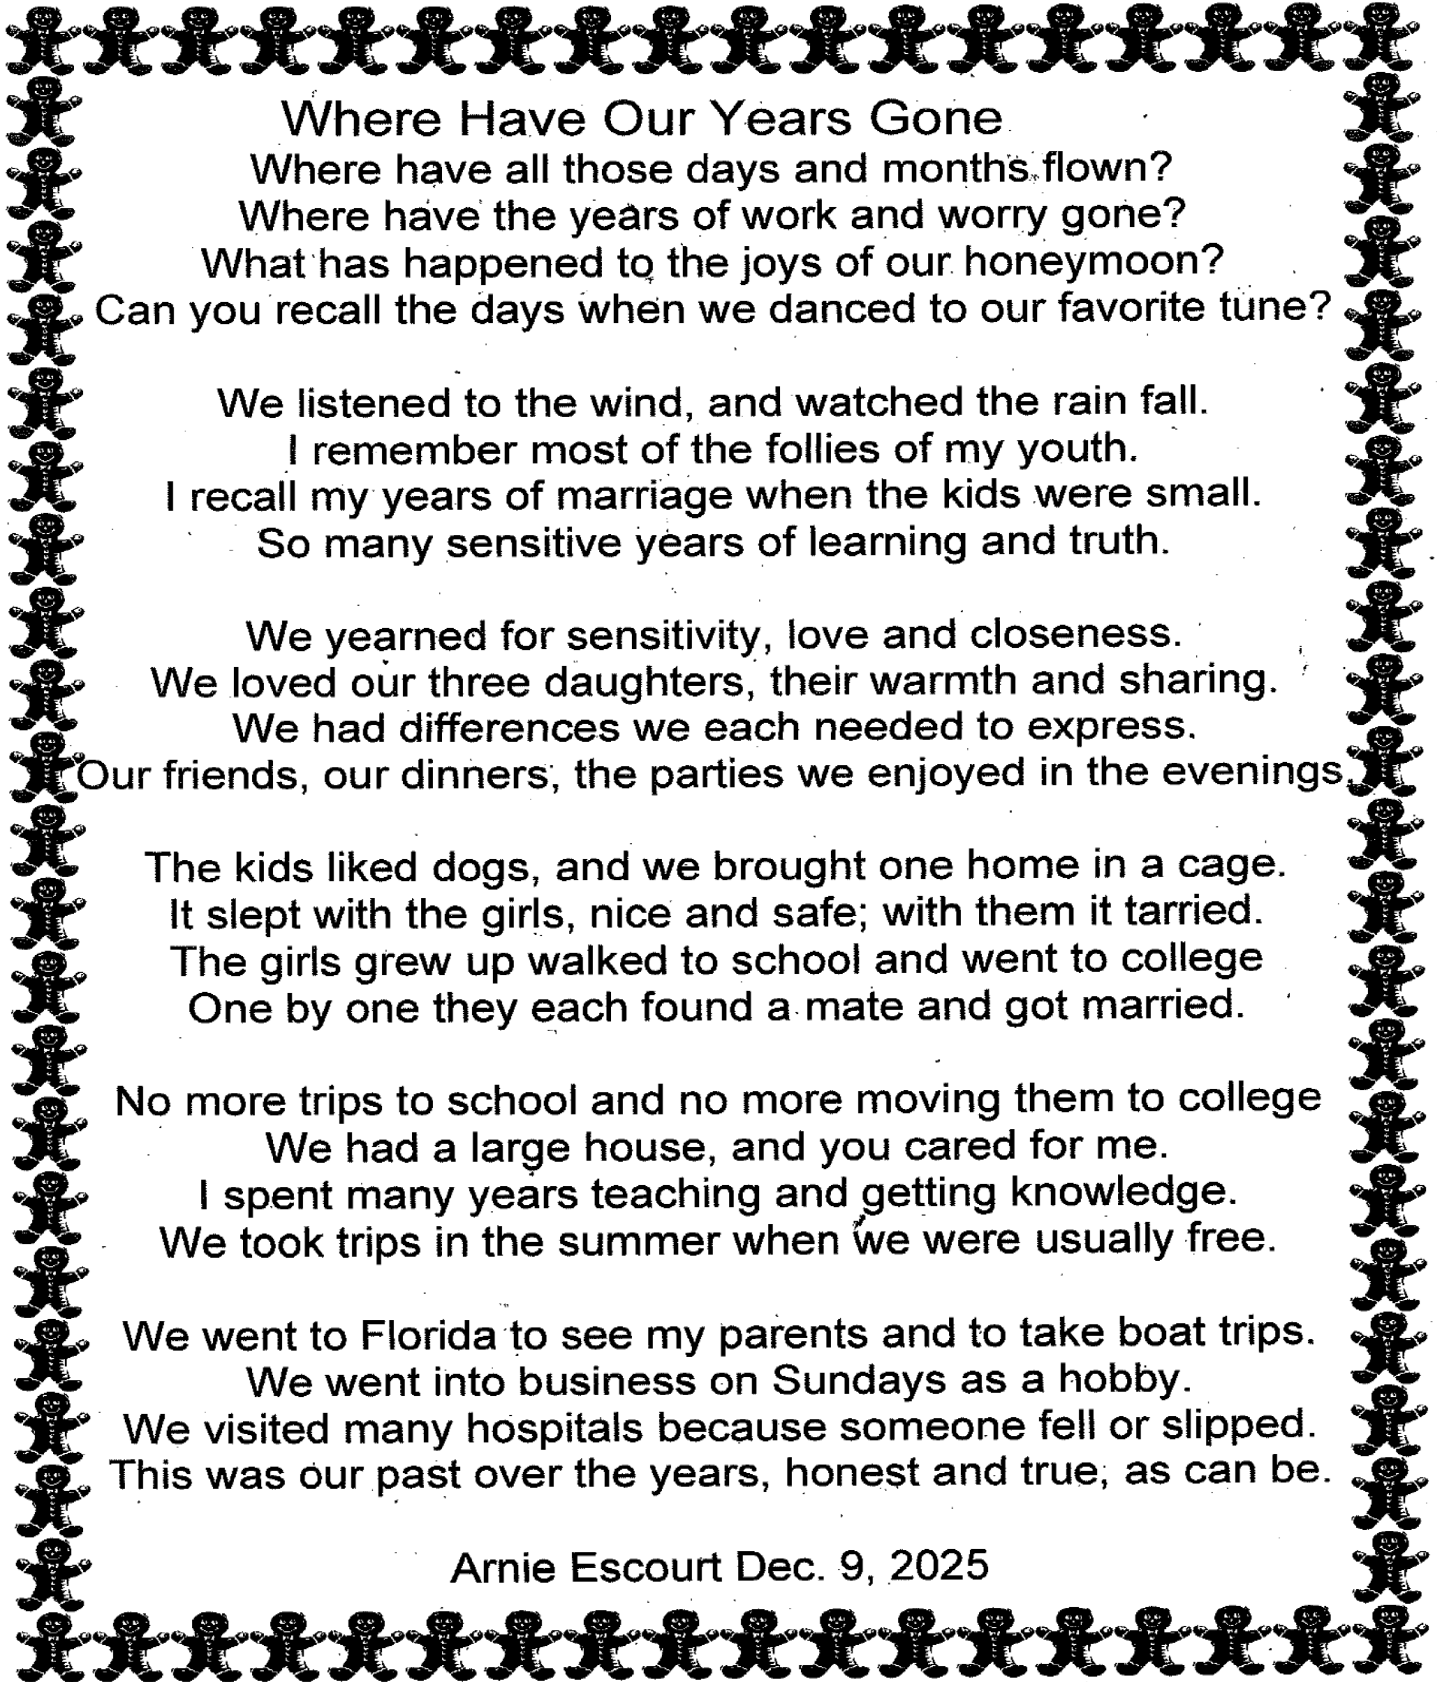 Where Have Our Years Gone
Where have all those days and months flown?
Where have the years of work and worry gone?
What has happened to the joys of our honeymoon?
Can you recall the days when we danced to our favorite tune?
We listened to the wind, and watched the rain fall.
I remember most of the follies of my youth.
I recall my years of marriage when the kids were small.
So many sensitive years of learning and truth.
We yearned for sensitivity, love and closeness.
We loved our three daughters, their warmth and sharing.
We had differences we each needed to express.
Our friends, our dinners, the parties we enjoyed in the evenings.
The kids liked dogs, and we brought one home in a cage.
It slept with the girls, nice and safe; with them it tarried.
The girls grew up walked to school and went to college
One by one they each found a mate and got married.
No more trips to school and no more moving them to college
We had a large house, and you cared for me.
I spent many years teaching and getting knowledge.
We took trips in the summer when we were usually free.
We went to Florida to see my parents and to take boat trips.
We went into business on Sundays as a hobby.
We visited many hospitals because someone fell or slipped.
This was our past over the years, honest and true, as can be.
Arnie Escourt Dec. 9, 2025